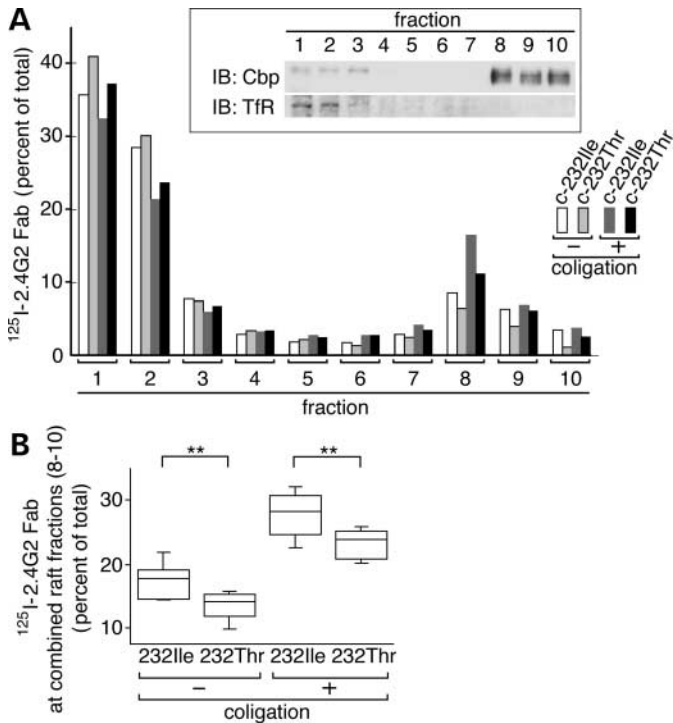 A
fraction
1 2 3 4 5 6 7 8 9 10
IB: Cbp
IB: TfR
125I-2.4G2 Fab (percent of total)
40
30
20
10
0
c-232Ile
c-232Thr
c-232Ile
c-232Thr
− +
coligation
1 2 3 4 5 6 7 8 9 10
fraction
B
125I-2.4G2 Fab
at combined raft fractions (8-10)
(percent of total)
** **
30
20
10
232Ile 232Thr 232Ile 232Thr
− +
coligation